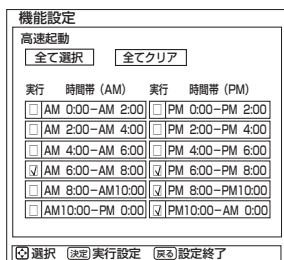 機能設定
高速起動
全て選択 全てクリア
実行 時間帯（AM） 実行 時間帯（PM）
AM 0:00−AM 2:00 PM 0:00−PM 2:00
AM 2:00−AM 4:00 PM 2:00−PM 4:00
AM 4:00−AM 6:00 PM 4:00−PM 6:00
AM 6:00−AM 8:00 PM 6:00−PM 8:00
AM 8:00−AM10:00 PM 8:00−PM10:00
AM10:00−PM 0:00 PM10:00−AM 0:00
選択 決定 実行設定 戻る 設定終了